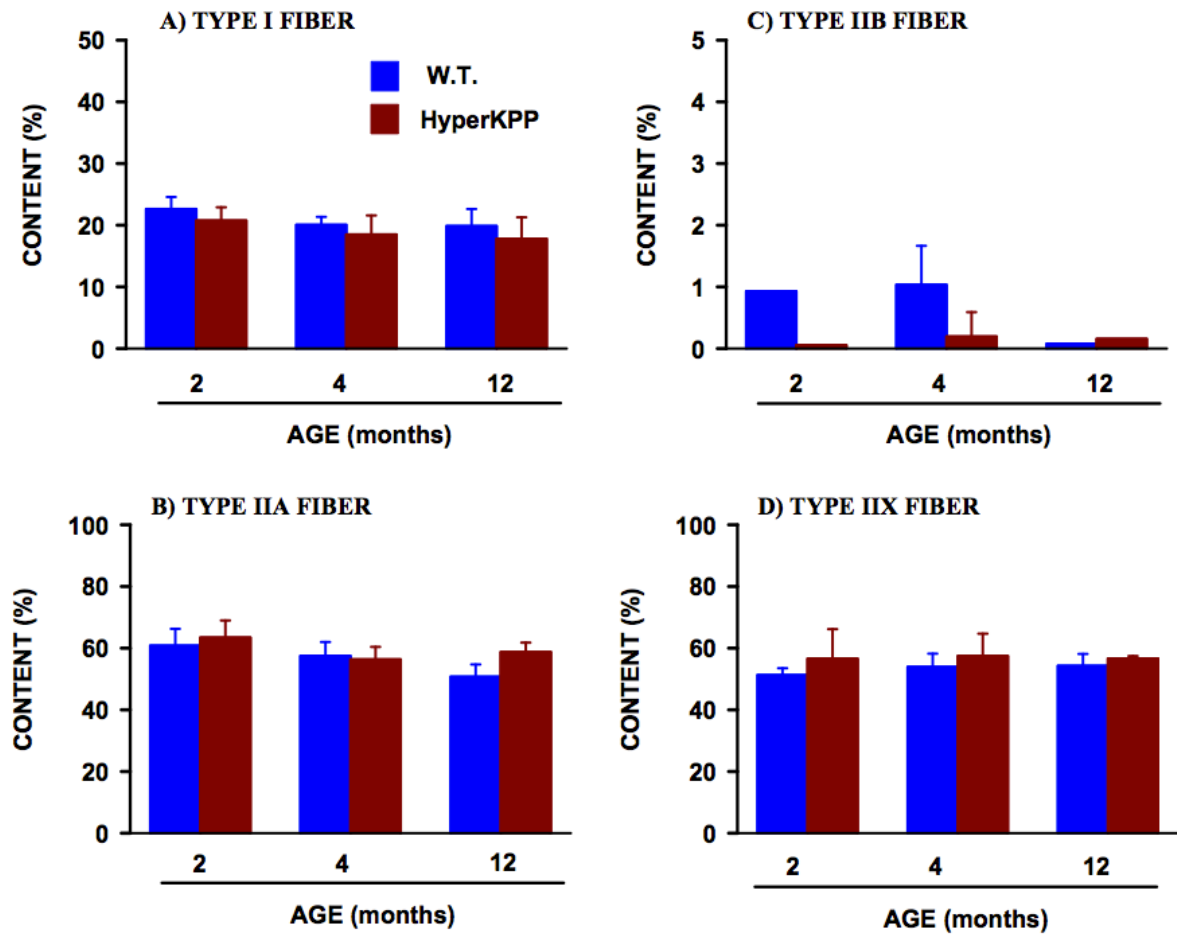 A) TYPE I FIBER
CONTENT (%)
50
40
30
20
10
0
W.T.
HyperKPP
2 4 12
AGE (months)
C) TYPE IIB FIBER
CONTENT (%)
5
4
3
2
1
0
2 4 12
AGE (months)
B) TYPE IIA FIBER
CONTENT (%)
100
80
60
40
20
0
2 4 12
AGE (months)
D) TYPE IIX FIBER
CONTENT (%)
100
80
60
40
20
0
2 4 12
AGE (months)